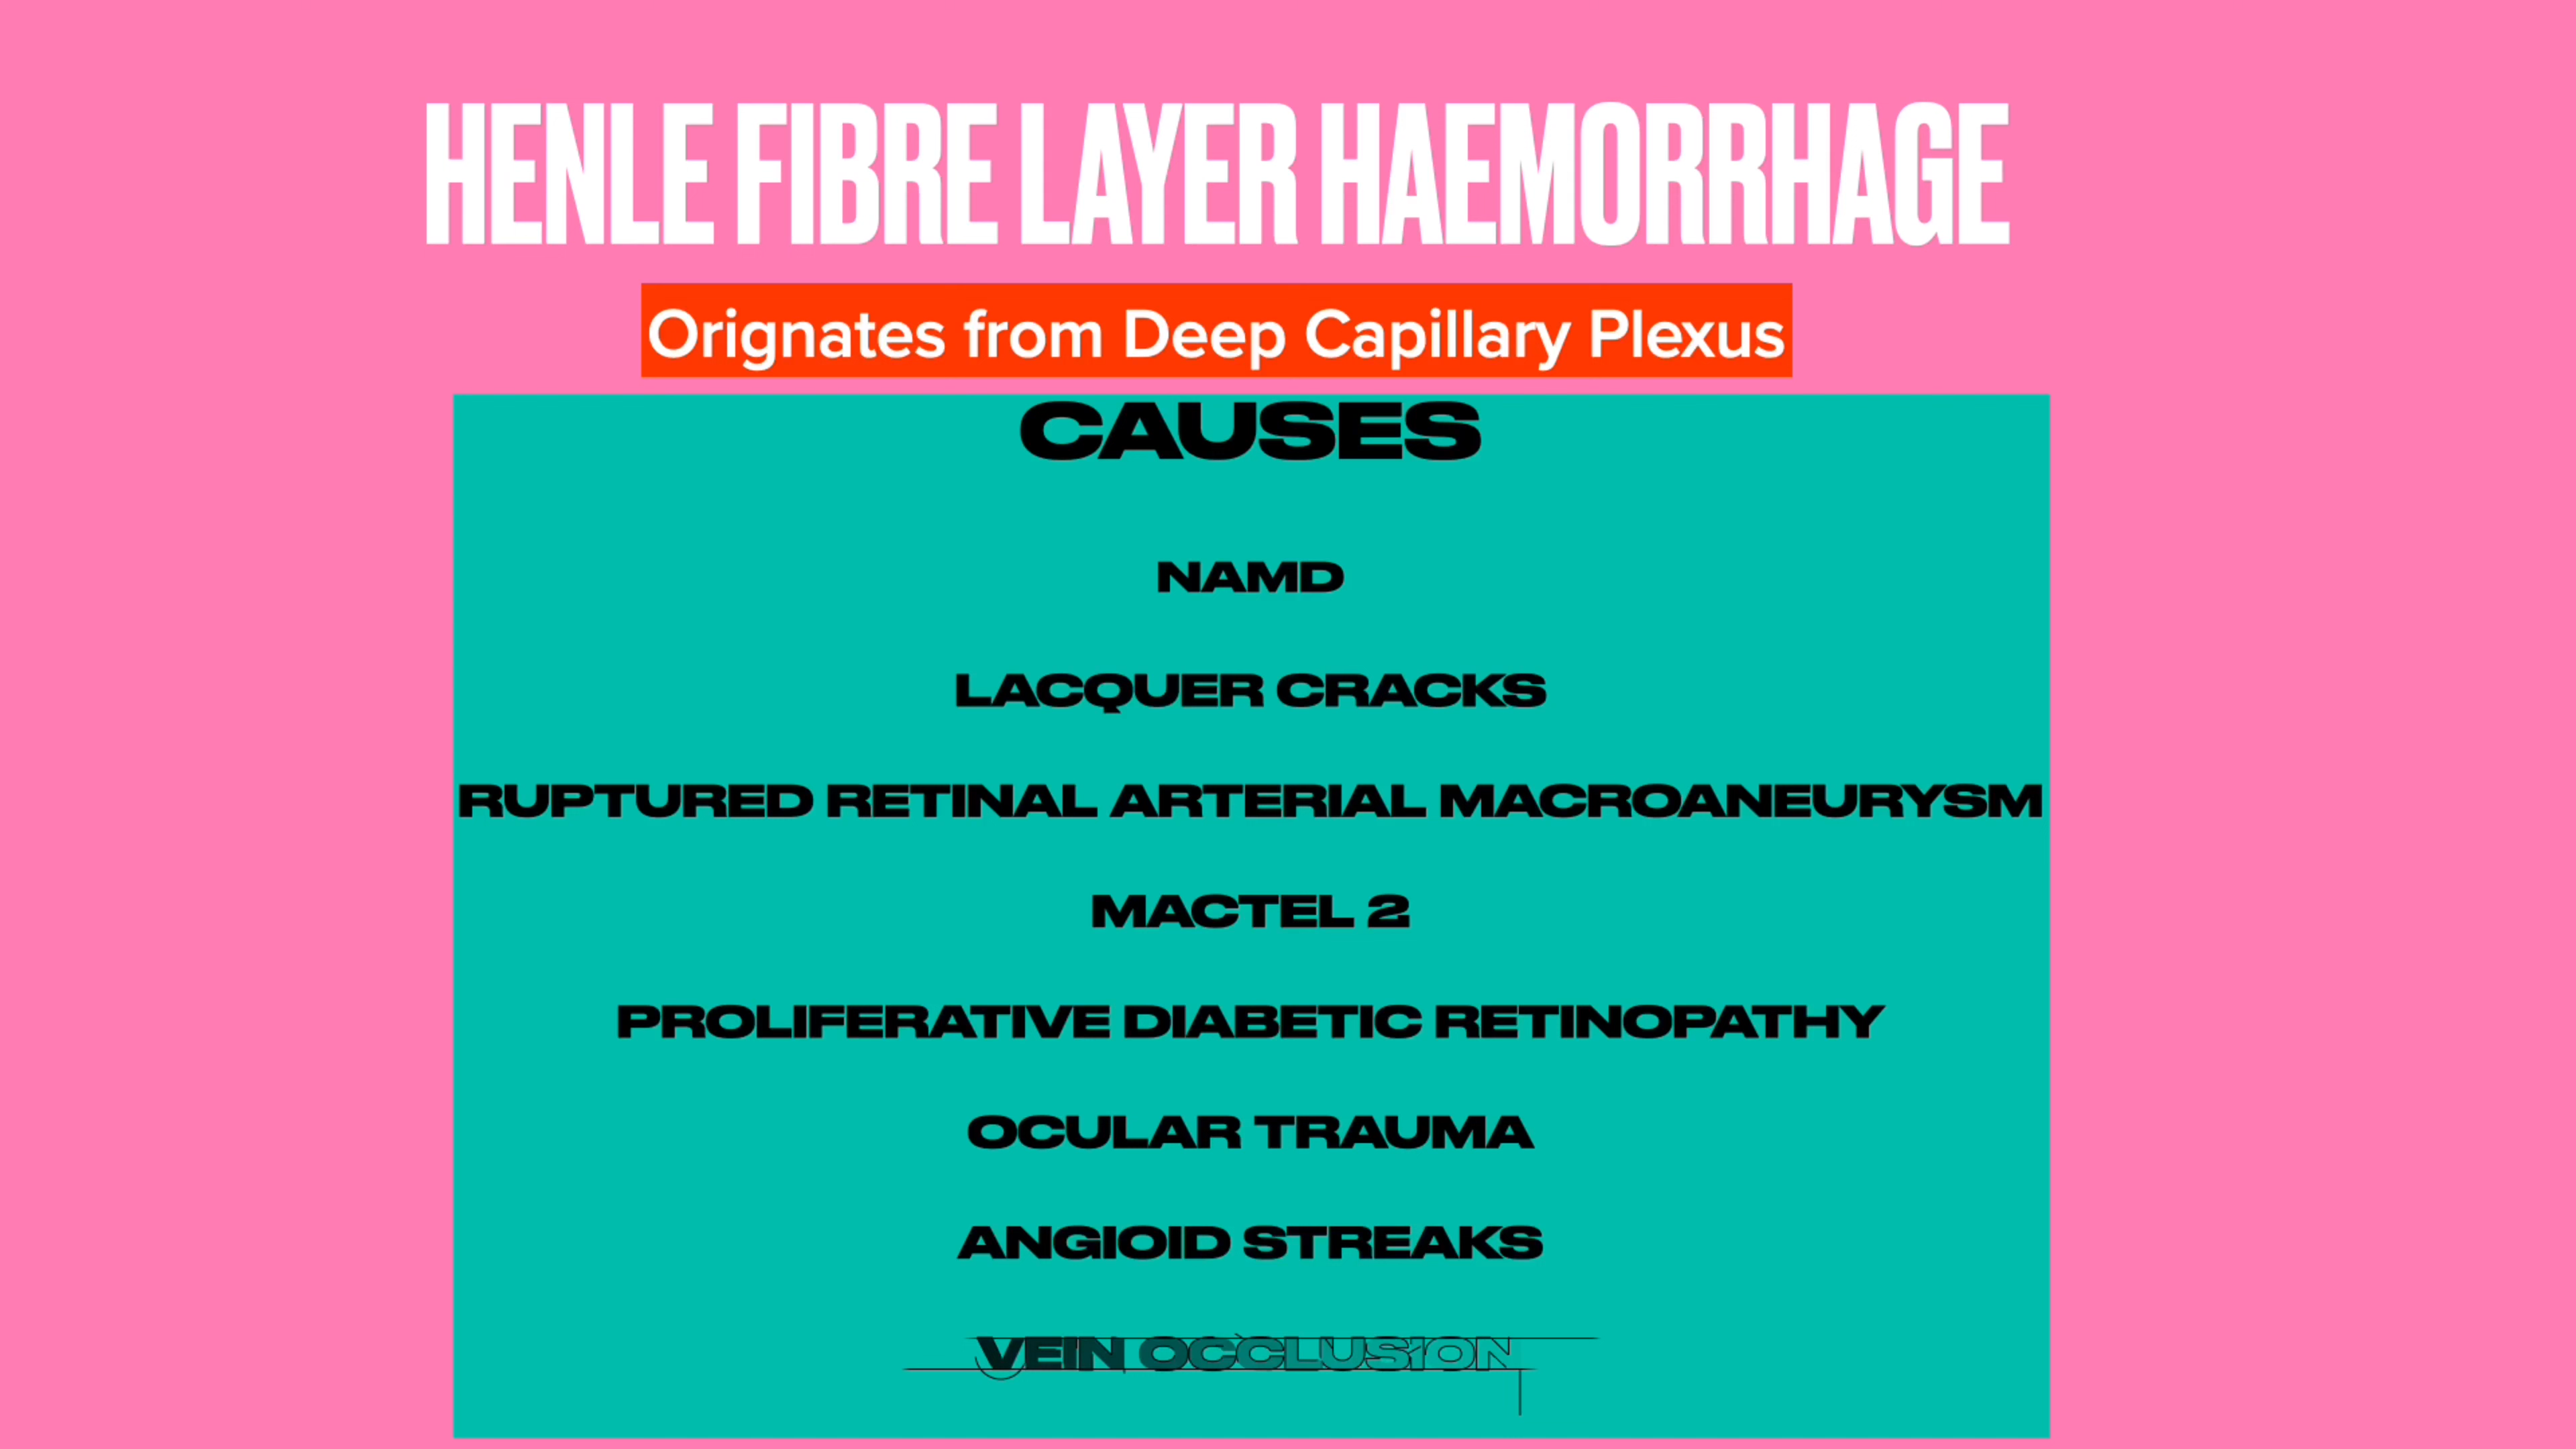 HENLE FIBRE LAYER HAEMORRHAGE
Orignates from Deep Capillary Plexus
CAUSES
NAMD
LACQUER CRACKS
RUPTURED RETINAL ARTERIAL MACROANEURYSM
MACTEL 2
PROLIFERATIVE DIABETIC RETINOPATHY
OCULAR TRAUMA
ANGIOID STREAKS
VEIN OCCLUSION